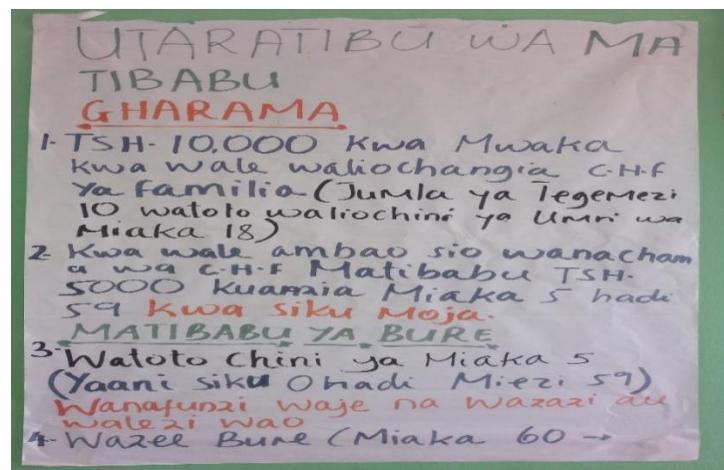 UTARATIBU WA MA
TIBABU
GHARAMA
1- TSH- 10,000 Kwa Mwaka
Kwa wale waliochangia C.H.F
Ya familia (Jumla ya Tegemezi
10 watoto waliochini ya Umri wa
Miaka 18)
2- Kwa wale ambao sio wanacham
a wa C-H-F Matibabu TSH-
5000 kuanzia Miaka 5 hadi
59 Kwa siku Moja.
MATIBABU YA BURE
3- Watoto Chini ya Miaka 5
(Yaani siku 0 hadi Miezi 59)
Wanafunzi waje na Wazazi au
walezi wao
4- Wazee Bure (Miaka 60 →